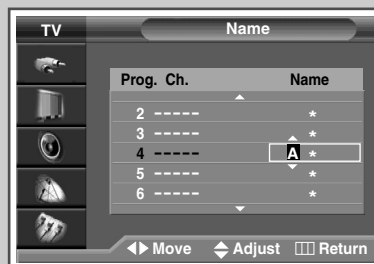 TV Name
Prog. Ch. Name
2 ----- *
3 ----- *
4 ----- A *
5 ----- *
6 ----- *
Move Adjust Return